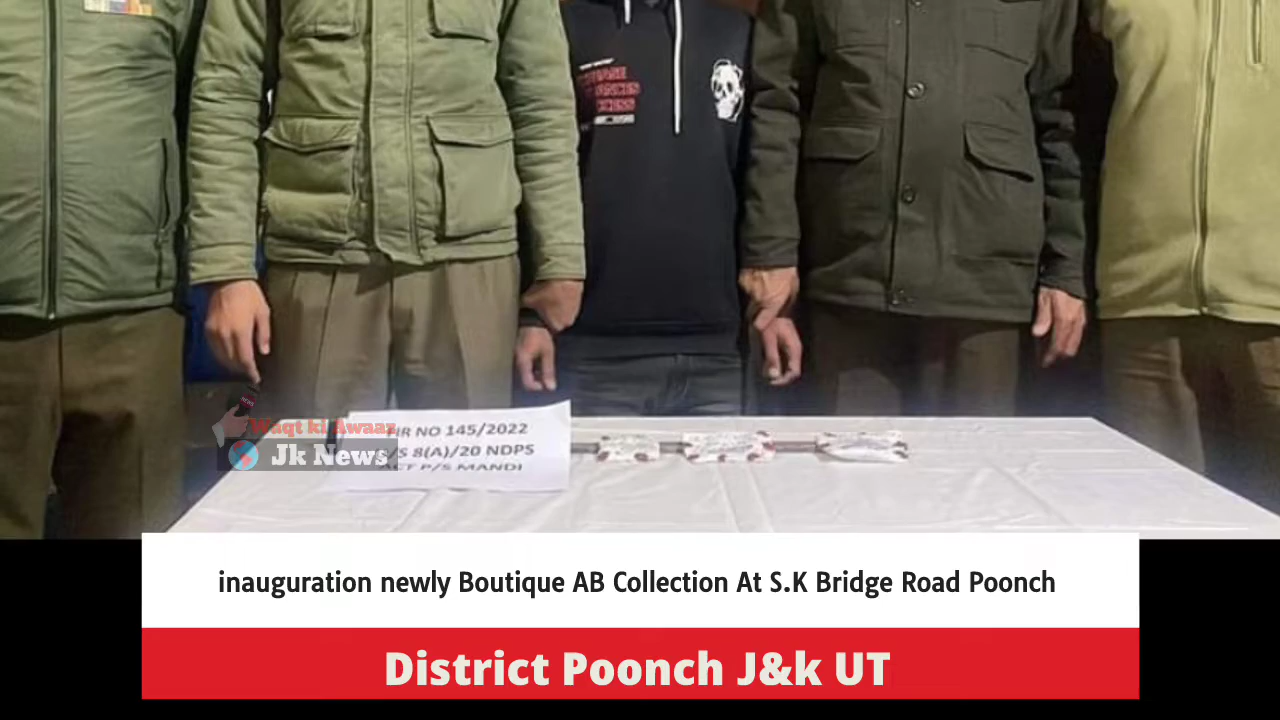 Waqt ki Awaaz
Jk News
NO 145/2022
8(A)/20 NDPS
P/S MANDI
inauguration newly Boutique AB Collection At S.K Bridge Road Poonch
District Poonch J&k UT